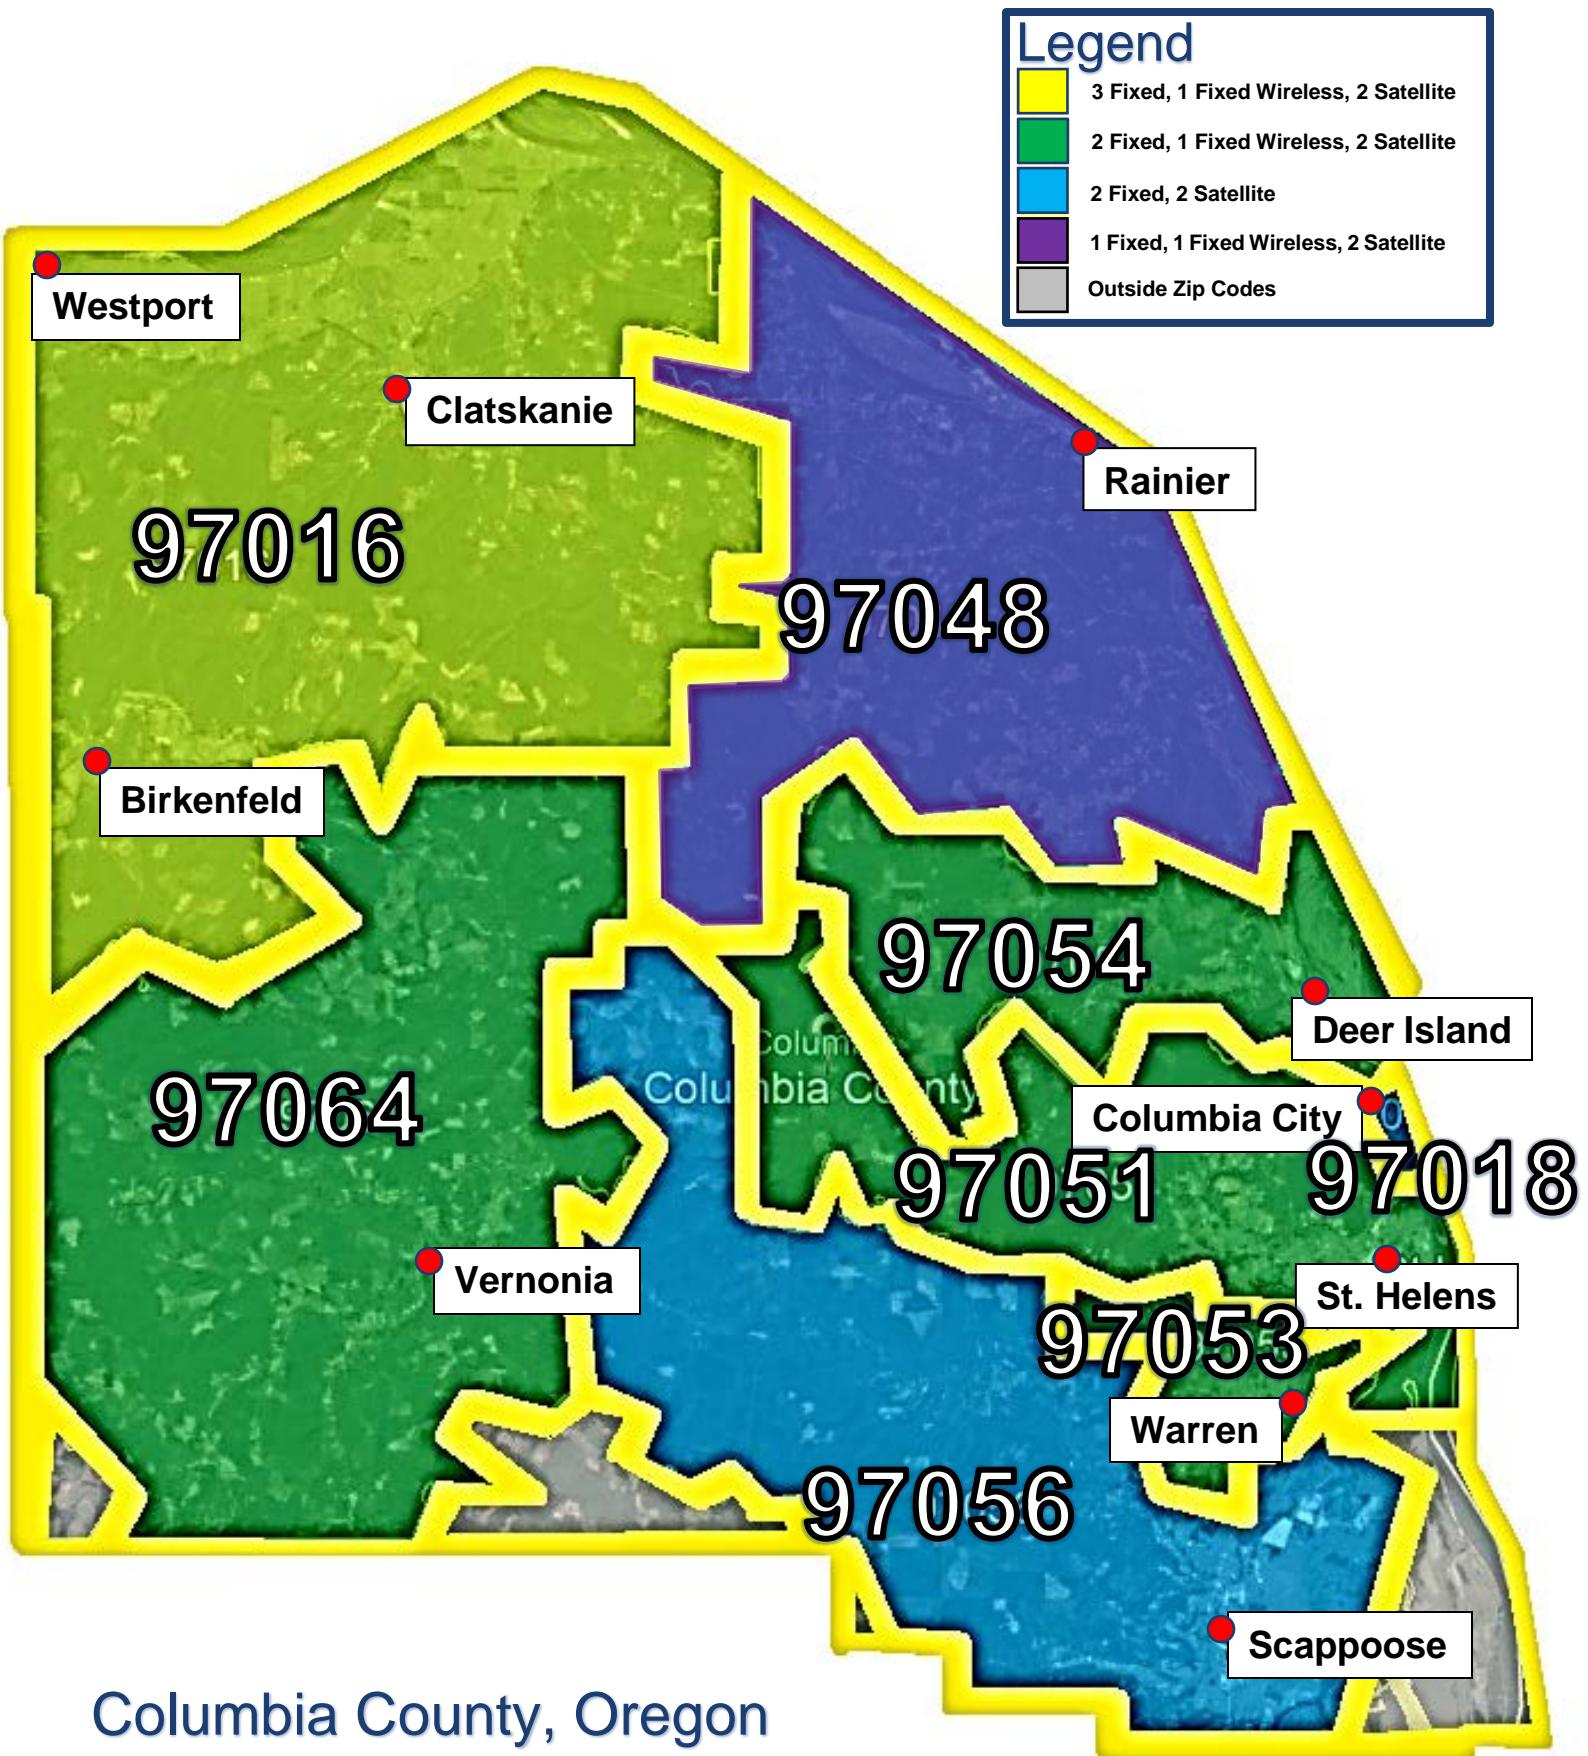 Legend
3 Fixed, 1 Fixed Wireless, 2 Satellite
2 Fixed, 1 Fixed Wireless, 2 Satellite
2 Fixed, 2 Satellite
1 Fixed, 1 Fixed Wireless, 2 Satellite
Outside Zip Codes
Westport
Clatskanie
Rainier
97016
97048
Birkenfeld
97054
Deer Island
Columbia County
97064
Columbia City
97051
97018
Vernonia
St. Helens
97053
Warren
97056
Scappoose
Columbia County, Oregon